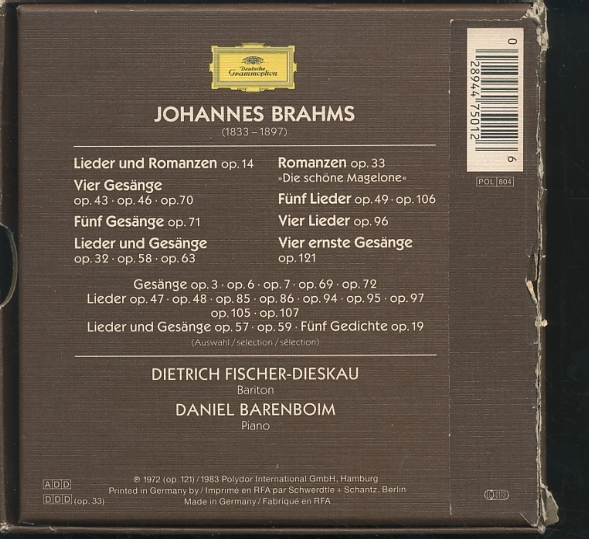 Deutsche
Grammophon
JOHANNES BRAHMS
(1833 – 1897)
Lieder und Romanzen op. 14
Vier Gesänge
op. 43 · op. 46 · op. 70
Fünf Gesänge op. 71
Lieder und Gesänge
op. 32 · op. 58 · op. 63
Romanzen op. 33
»Die schöne Magelone«
Fünf Lieder op. 49 · op. 106
Vier Lieder op. 96
Vier ernste Gesänge
op. 121
Gesänge op. 3 · op. 6 · op. 7 · op. 69 · op. 72
Lieder op. 47 · op. 48 · op. 85 · op. 86 · op. 94 · op. 95 · op. 97
op. 105 · op. 107
Lieder und Gesänge op. 57 · op. 59 · Fünf Gedichte op. 19
(Auswahl / selection / sélection)
DIETRICH FISCHER-DIESKAU
Bariton
DANIEL BARENBOIM
Piano
ADD
DDD (op. 33)
℗ 1972 (op. 121) / 1983 Polydor International GmbH, Hamburg
Printed in Germany by / Imprimé en RFA par Schwerdtle + Schantz, Berlin
Made in Germany / Fabriqué en RFA
0 28944 75012 6
POL 804